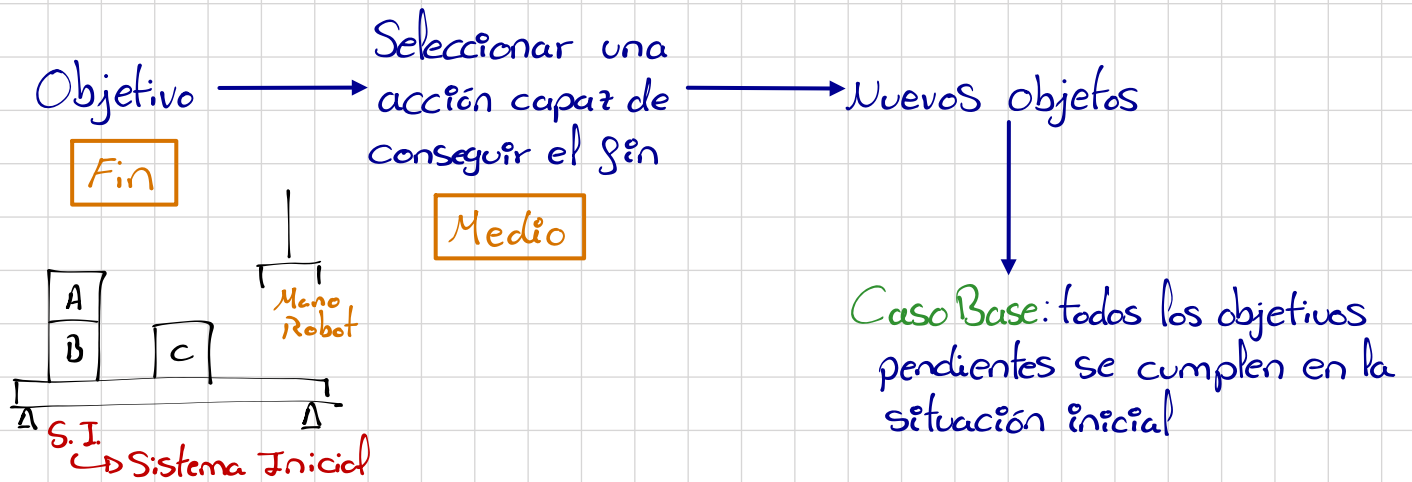 Objetivo
Fin
Seleccionar una
acción capaz de
conseguir el fin
Medio
Nuevos objetos
Caso Base: todos los objetivos
pendientes se cumplen en la
situación inicial
A
B
C
Mano
Robot
S.I.
Sistema Inicial